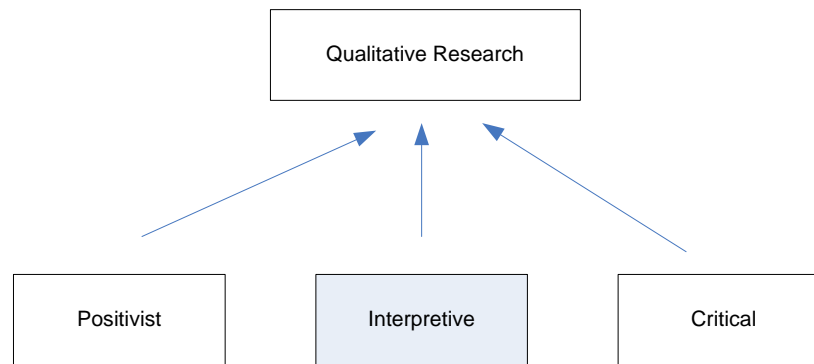 Qualitative Research
Positivist
Interpretive
Critical